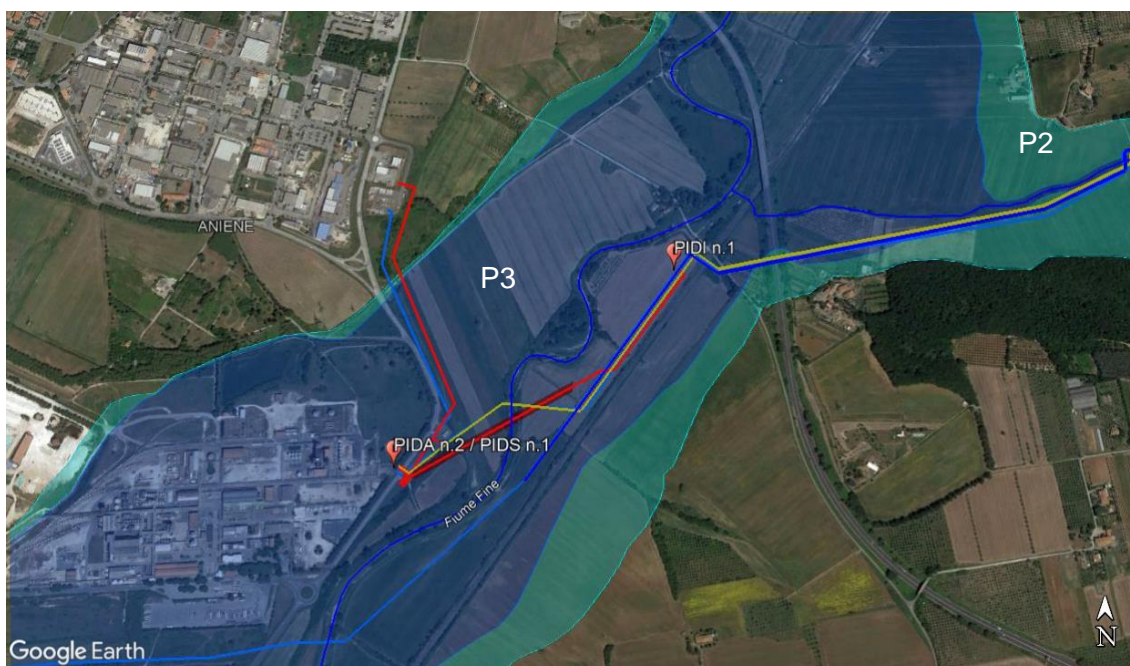 P2
ANIENE
PIDI n.1
P3
PIDA n.2 / PIDS n.1
Fiume Fine
Google Earth
N